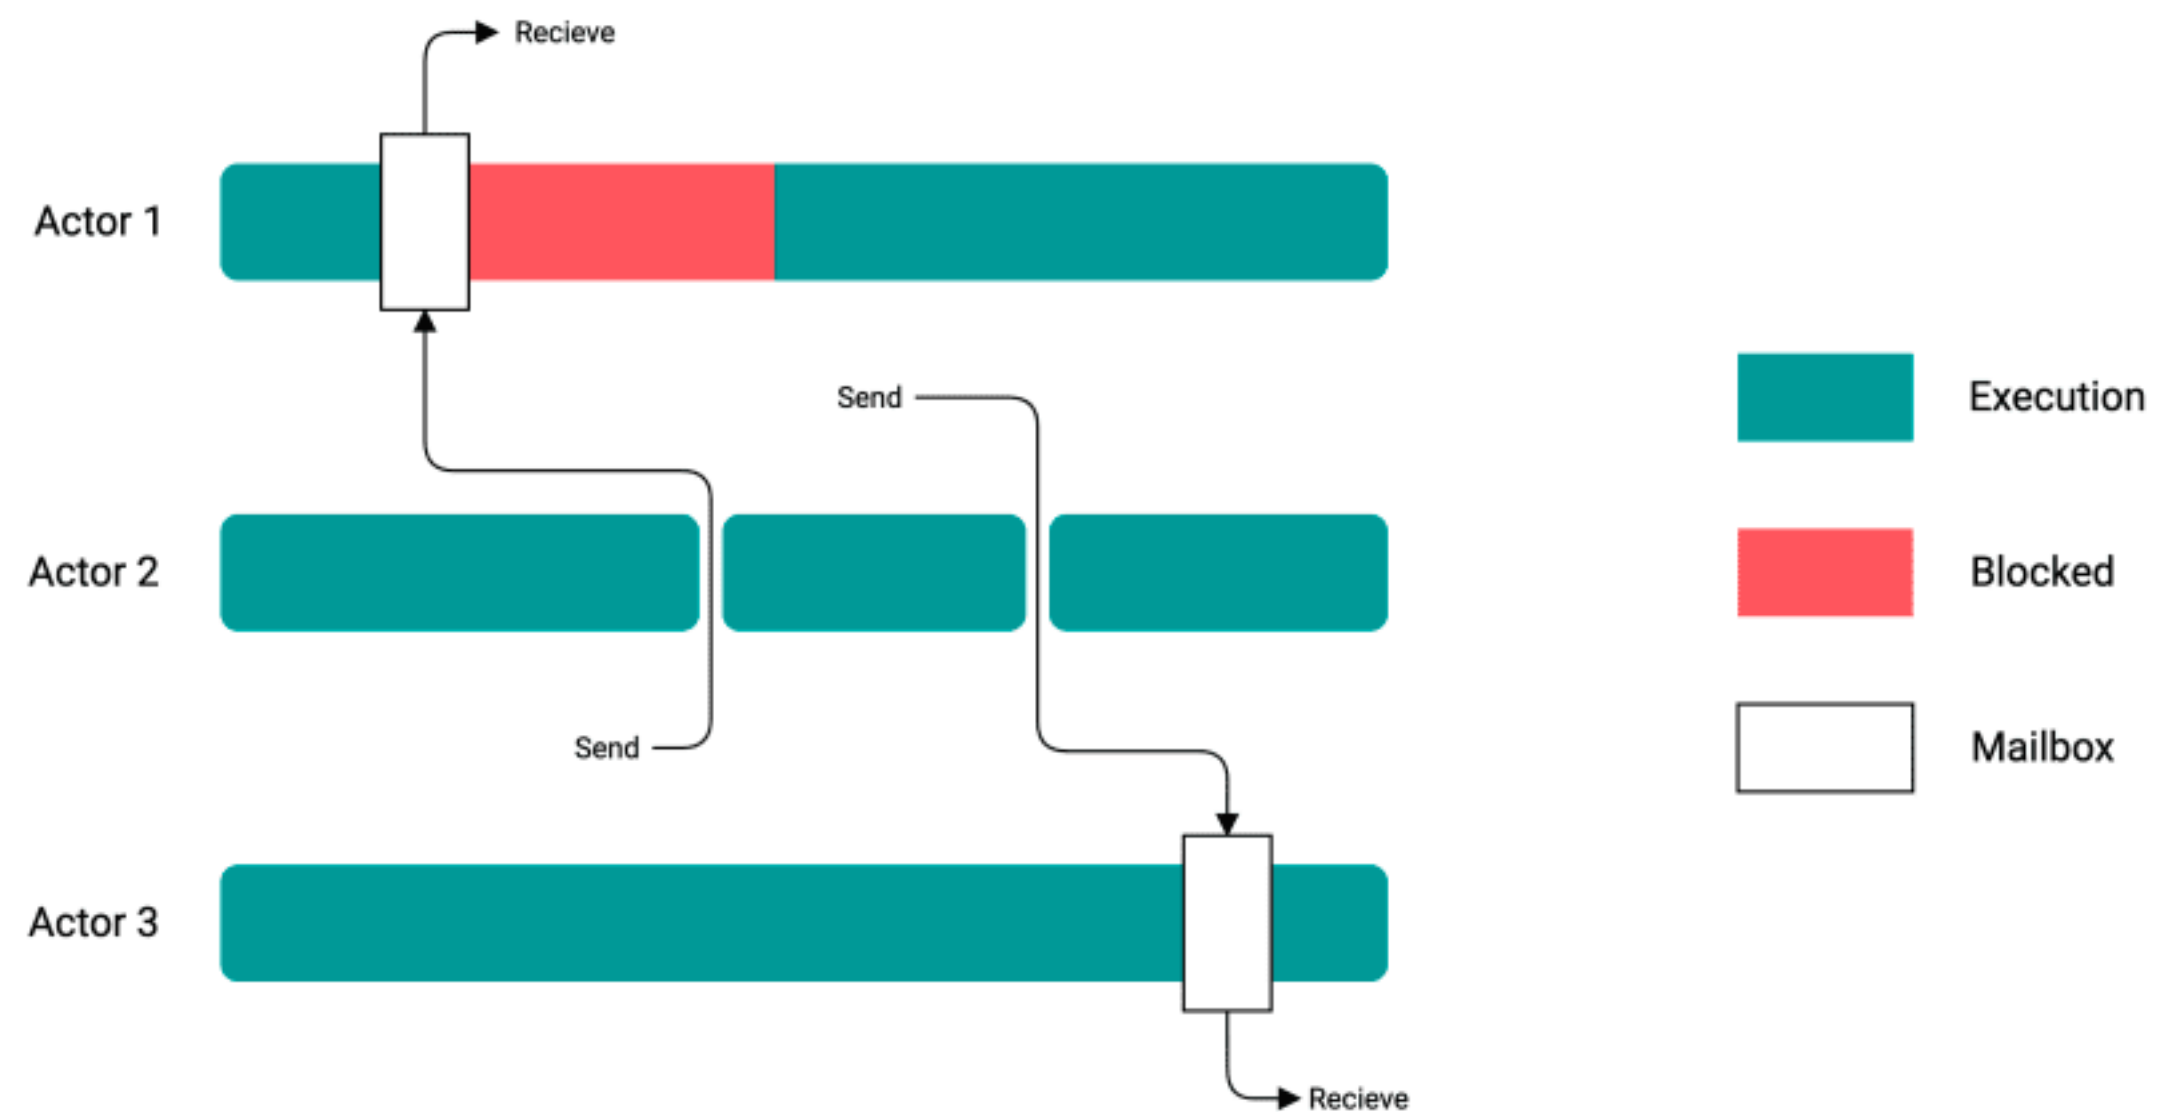 Recieve
Actor 1
Send
Execution
Actor 2
Blocked
Send
Mailbox
Actor 3
Recieve